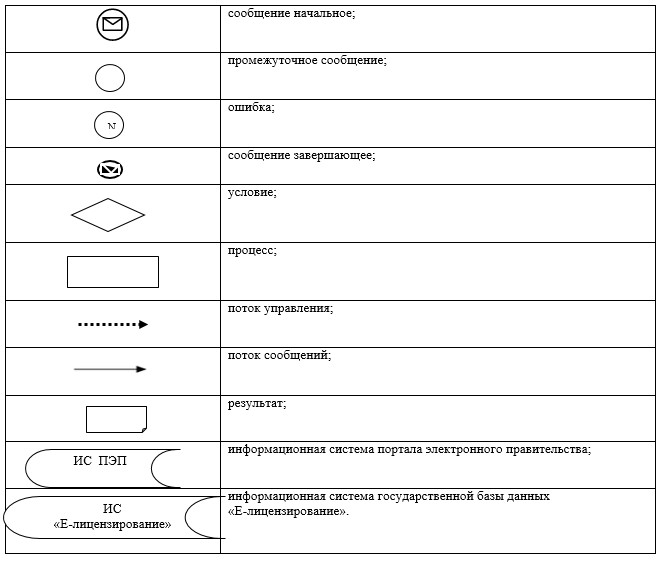 сообщение начальное;
промежуточное сообщение;
N
ошибка;
сообщение завершающее;
условие;
процесс;
поток управления;
поток сообщений;
результат;
ИС ПЭП
информационная система портала электронного правительства;
ИС
«Е-лицензирование»
информационная система государственной базы данных
«Е-лицензирование».